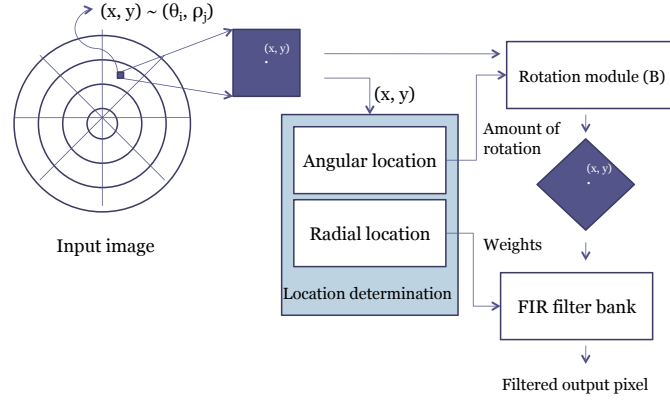 (x, y) ~ (θi, ρj)
(x, y)
Rotation module (B)
(x, y)
Amount of
rotation
Angular location
(x, y)
Radial location
Input image
Weights
Location determination
FIR filter bank
Filtered output pixel